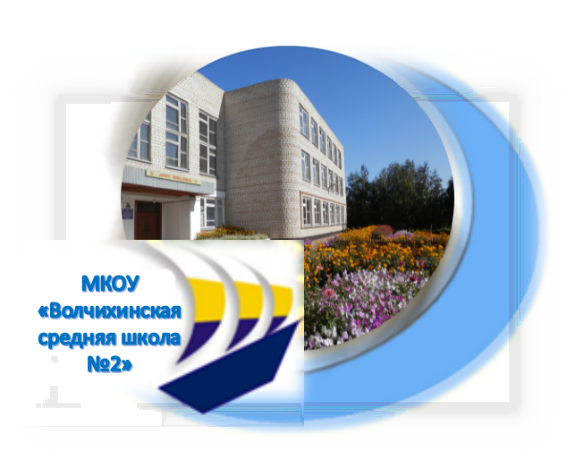 МКОУ
«Волчихинская
средняя школа
№2»